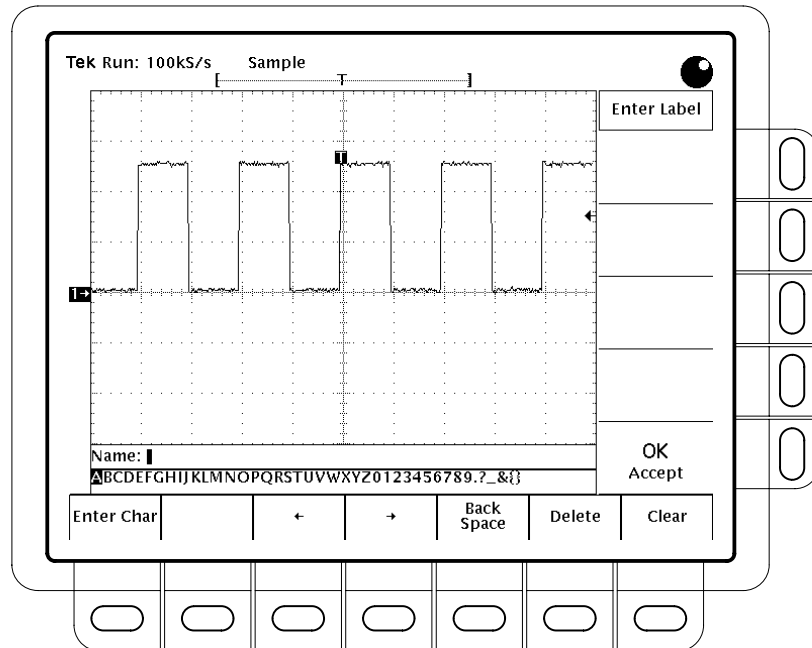 Tek Run: 100kS/s Sample
T
Enter Label
T
1→
Name:
ABCDEFGHIJKLMNOPQRSTUVWXYZ0123456789.?_&{}
OK
Accept
Enter Char
←
→
Back
Space
Delete
Clear